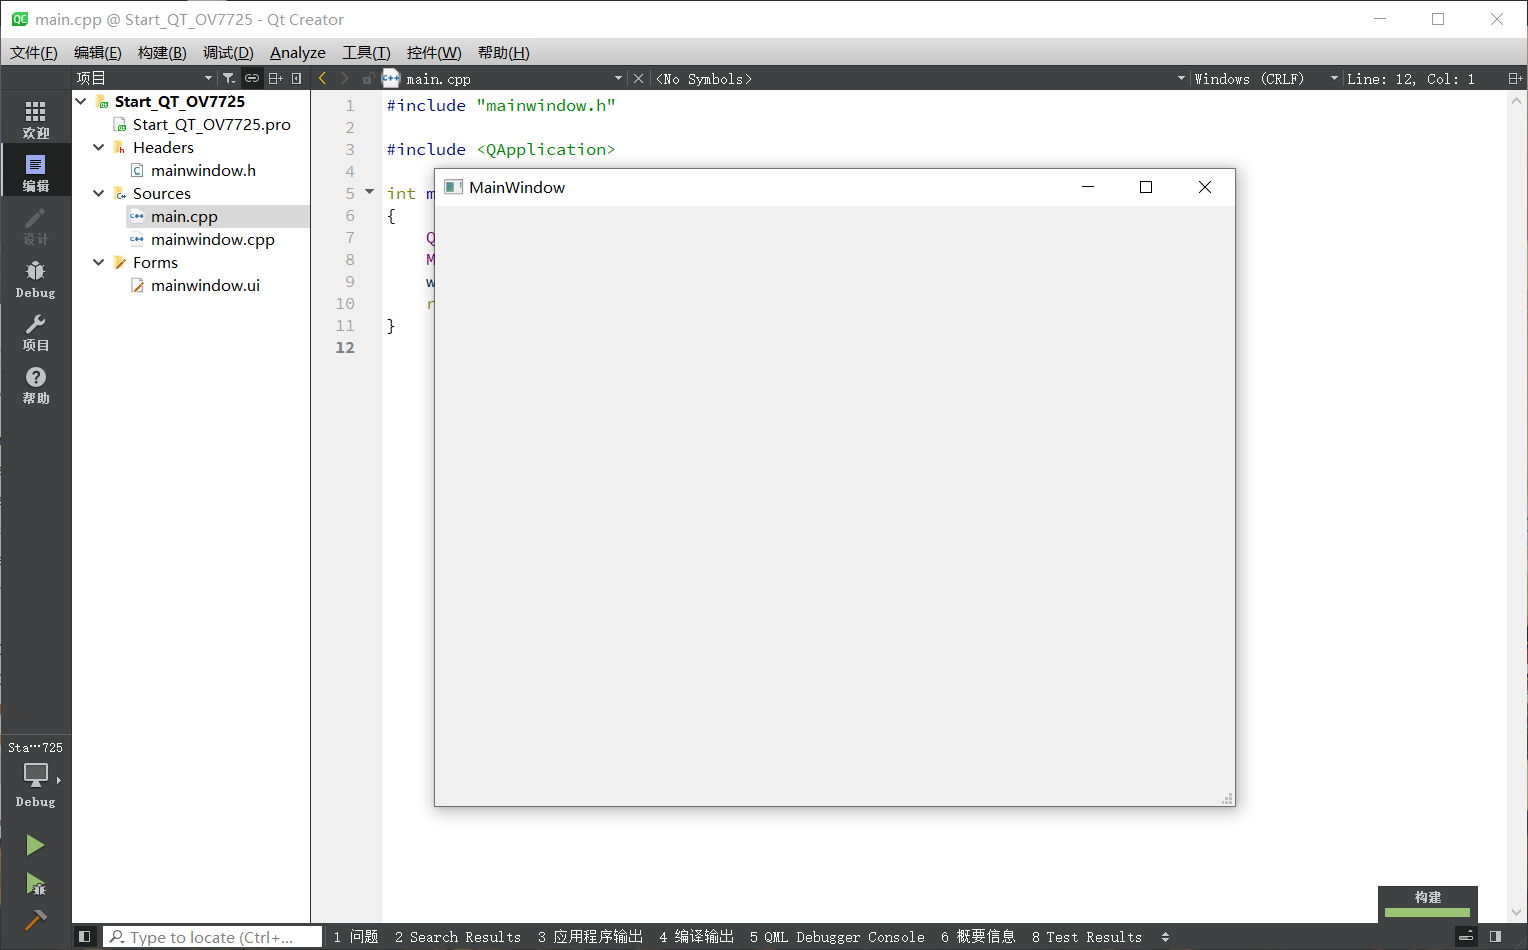 main.cpp @ Start_QT_OV7725 - Qt Creator
文件(F) 编辑(E) 构建(B) 调试(D) Analyze 工具(T) 控件(W) 帮助(H)
项目 main.cpp <No Symbols> Windows (CRLF) Line: 12, Col: 1
欢迎
编辑
设计
Debug
项目
帮助
Sta···725
Debug
Start_QT_OV7725
Start_QT_OV7725.pro
Headers
mainwindow.h
Sources
main.cpp
mainwindow.cpp
Forms
mainwindow.ui
1 #include "mainwindow.h"
2
3 #include <QApplication>
4
5 int m
6 {
7 Q
8 M
9 w
10 r
11 }
12
MainWindow
构建
Type to locate (Ctrl+...
1 问题 2 Search Results 3 应用程序输出 4 编译输出 5 QML Debugger Console 6 概要信息 8 Test Results